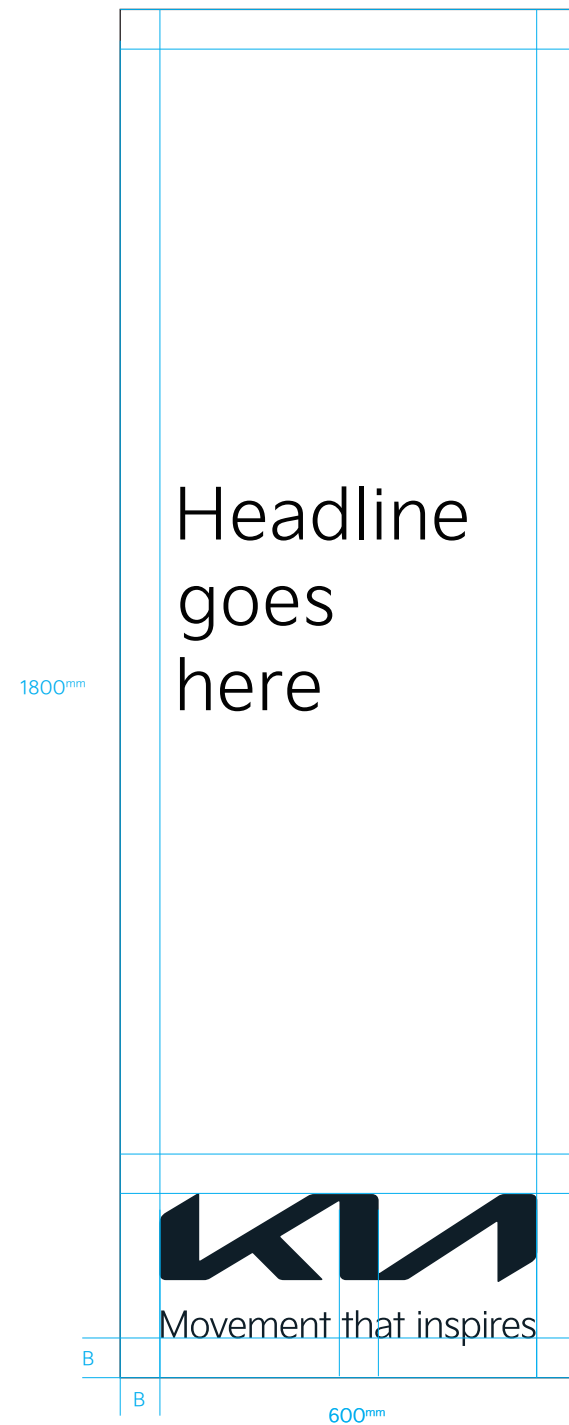 Headline
goes
here
1800mm
KIA
Movement that inspires
B
B
600mm